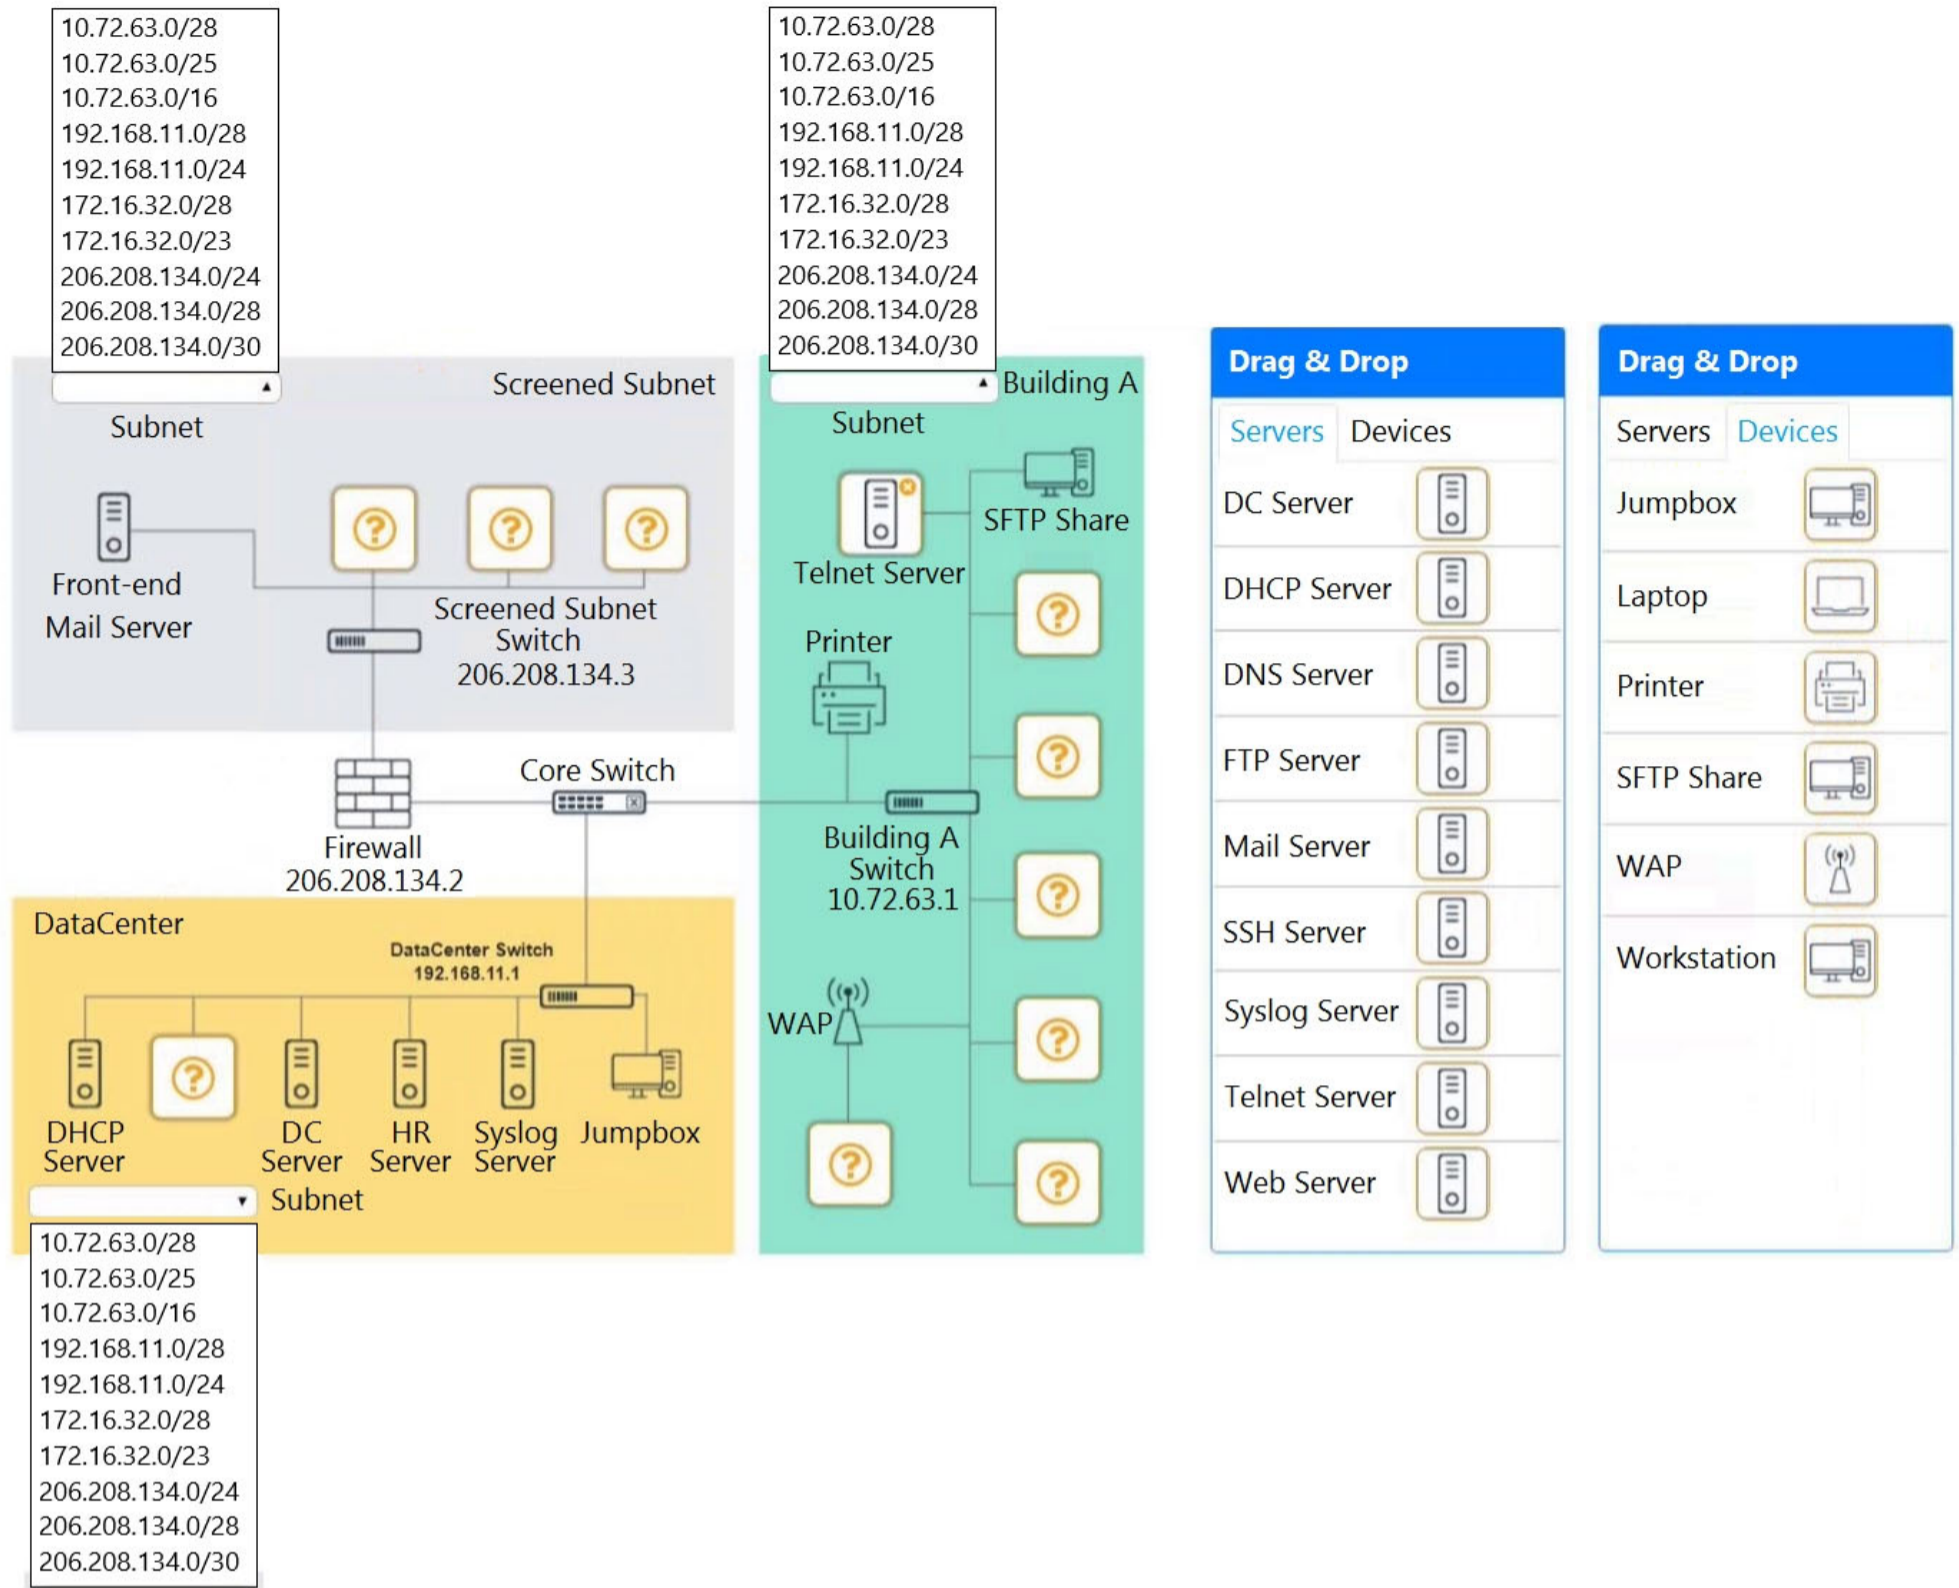 10.72.63.0/28
10.72.63.0/25
10.72.63.0/16
192.168.11.0/28
192.168.11.0/24
172.16.32.0/28
172.16.32.0/23
206.208.134.0/24
206.208.134.0/28
206.208.134.0/30
Screened Subnet
Subnet
Front-end
Mail Server
?
?
?
Screened Subnet
Switch
206.208.134.3
Firewall
206.208.134.2
Core Switch
10.72.63.0/28
10.72.63.0/25
10.72.63.0/16
192.168.11.0/28
192.168.11.0/24
172.16.32.0/28
172.16.32.0/23
206.208.134.0/24
206.208.134.0/28
206.208.134.0/30
Building A
Subnet
SFTP Share
Telnet Server
?
Printer
?
Building A
Switch
10.72.63.1
?
WAP
?
?
?
DataCenter
DataCenter Switch
192.168.11.1
?
DHCP
Server
DC
Server
HR
Server
Syslog
Server
Jumpbox
Subnet
10.72.63.0/28
10.72.63.0/25
10.72.63.0/16
192.168.11.0/28
192.168.11.0/24
172.16.32.0/28
172.16.32.0/23
206.208.134.0/24
206.208.134.0/28
206.208.134.0/30
Drag & Drop
Servers Devices
DC Server
DHCP Server
DNS Server
FTP Server
Mail Server
SSH Server
Syslog Server
Telnet Server
Web Server
Drag & Drop
Servers Devices
Jumpbox
Laptop
Printer
SFTP Share
WAP
Workstation